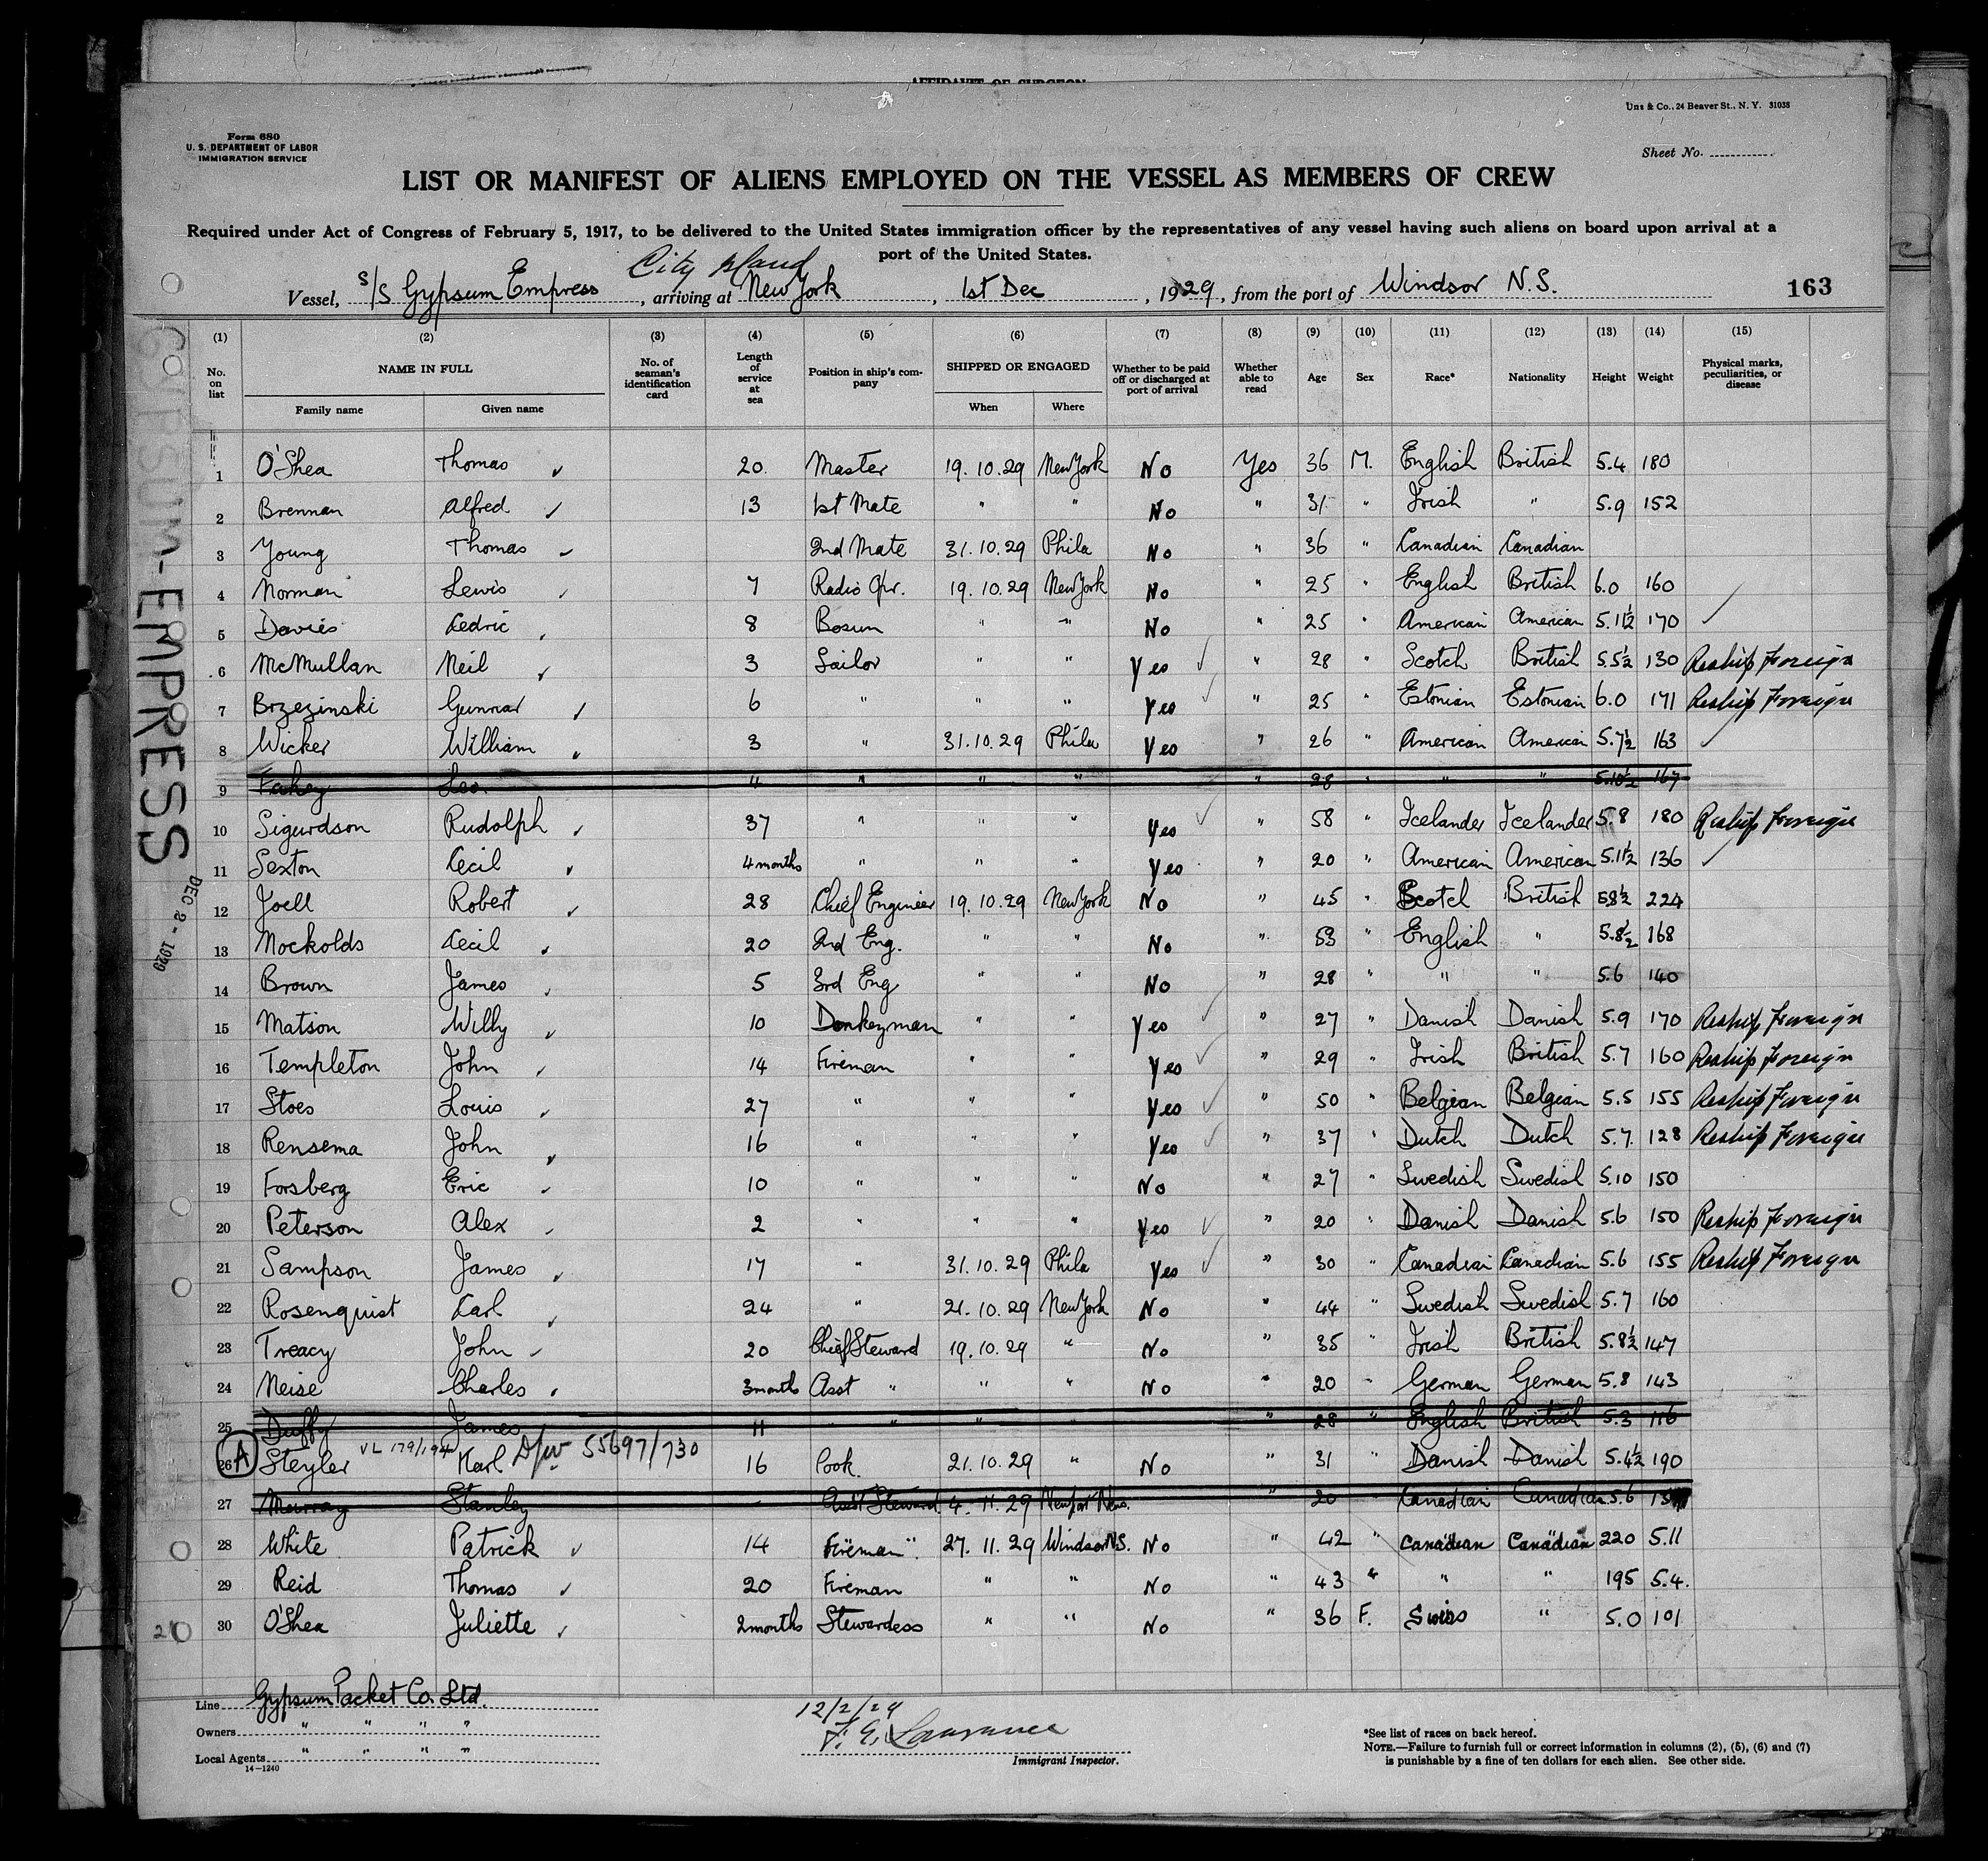 AFFIDAVIT OF SURGEON
Uns & Co., 24 Beaver St., N. Y. 31038
Form 680
U. S. DEPARTMENT OF LABOR
IMMIGRATION SERVICE
Sheet No.
LIST OR MANIFEST OF ALIENS EMPLOYED ON THE VESSEL AS MEMBERS OF CREW
Required under Act of Congress of February 5, 1917, to be delivered to the United States immigration officer by the representatives of any vessel having such aliens on board upon arrival at a
port of the United States.
City Island
Vessel, S/S Gypsum Empress, arriving at New York, 1st Dec, 1929, from the port of Windsor N.S. 163
(1) (2) (3) (4) (5) (6) (7) (8) (9) (10) (11) (12) (13) (14) (15)
No. on list NAME IN FULL No. of seaman's identification card Length of service at sea Position in ship's company SHIPPED OR ENGAGED Whether to be paid off or discharged at port of arrival Whether able to read Age Sex Race* Nationality Height Weight Physical marks, peculiarities, or disease
Family name Given name When Where
1 O'Shea Thomas 20. Master 19.10.29 New York No Yes 36 M. English British 5.4 180
2 Brennan Alfred 13 1st Mate " " No " 31 " Irish " 5.9 152
3 Young Thomas 2nd Mate 31.10.29 Phila No " 36 " Canadian Canadian
4 Norman Lewis 7 Radio Opr. 19.10.29 New York No " 25 " English British 6.0 160
5 Davies Cedric 8 Bosun " " No " 25 " American American 5.11½ 170
6 McMullan Neil 3 Sailor " " Yes " 28 " Scotch British 5.5½ 130 Reship Foreign
7 Brzezinski Gunnar 6 " " " Yes " 25 " Estonian Estonian 6.0 171 Reship Foreign
8 Wicker William 3 " 31.10.29 Phila Yes " 26 " American American 5.7½ 163
9 Fahey Leo. 11 " " " " 28 " " " 5.10½ 167
10 Sigurdson Rudolph 37 " " " Yes " 58 " Icelander Icelander 5.8 180 Reship Foreign
11 Sexton Cecil 4 months " " " Yes " 20 " American American 5.11½ 136
12 Joell Robert 28 Chief Engineer 19.10.29 New York No " 45 " Scotch British 58½ 224
13 Mockolds Cecil 20 2nd Eng. " " No " 53 " English " 5.8½ 168
14 Brown James 5 3rd Eng " " No " 28 " " " 5.6 140
15 Matson Willy 10 Donkeyman " " Yes " 27 " Danish Danish 5.9 170 Reship Foreign
16 Templeton John 14 Fireman " " Yes " 29 " Irish British 5.7 160 Reship Foreign
17 Stoes Louis 27 " " " Yes " 50 " Belgian Belgian 5.5 155 Reship Foreign
18 Rensema John 16 " " " Yes " 37 " Dutch Dutch 5.7. 128 Reship Foreign
19 Forsberg Eric 10 " " " No " 27 " Swedish Swedish 5.10 150
20 Peterson Alex 2 " " " Yes " 20 " Danish Danish 5.6 150 Reship Foreign
21 Sampson James 17 " 31.10.29 Phila Yes " 30 " Canadian Canadian 5.6 155 Reship Foreign
22 Rosenquist Carl 24 " 21.10.29 New York No " 44 " Swedish Swedish 5.7 160
23 Treacy John 20 Chief Steward 19.10.29 " No " 35 " Irish British 5.8½ 147
24 Neise Charles 3 months Asst " " " No " 20 " German German 5.8 143
25 Duffy James 11 " " " " 28 " English British 5.3 116
26 A Steyler VL 179/194 Karl 55697/730 16 Cook. 21.10.29 " No " 31 " Danish Danish 5.4½ 190
27 Murray Stanley - Asst Steward 4.11.29 Newport News. " 20 " Canadian Canadian 5.6
28 White Patrick 14 Fireman " 27.11.29 Windsor N.S. No " 42 " Canadian Canadian 220 5.11
29 Reid Thomas 20 Fireman " " No " 43 " " " 195 5.4.
30 O'Shea Juliette 2 months Stewardess " " No " 36 F. Swiss " 5.0 101
GYPSUM-EMPRESS
DEC 2 - 1929
Line Gypsum Packet Co. Ltd.
Owners " " " "
Local Agents " " " "
14-1240
12/2/29
Immigrant Inspector.
*See list of races on back hereof.
NOTE.—Failure to furnish full or correct information in columns (2), (5), (6) and (7)
is punishable by a fine of ten dollars for each alien. See other side.